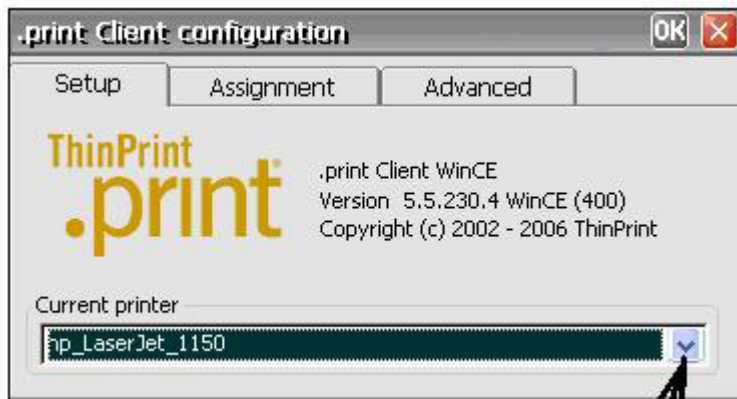 .print Client configuration OK
Setup Assignment Advanced
ThinPrint
.print
.print Client WinCE
Version 5.5.230.4 WinCE (400)
Copyright (c) 2002 - 2006 ThinPrint
Current printer
hp_LaserJet_1150